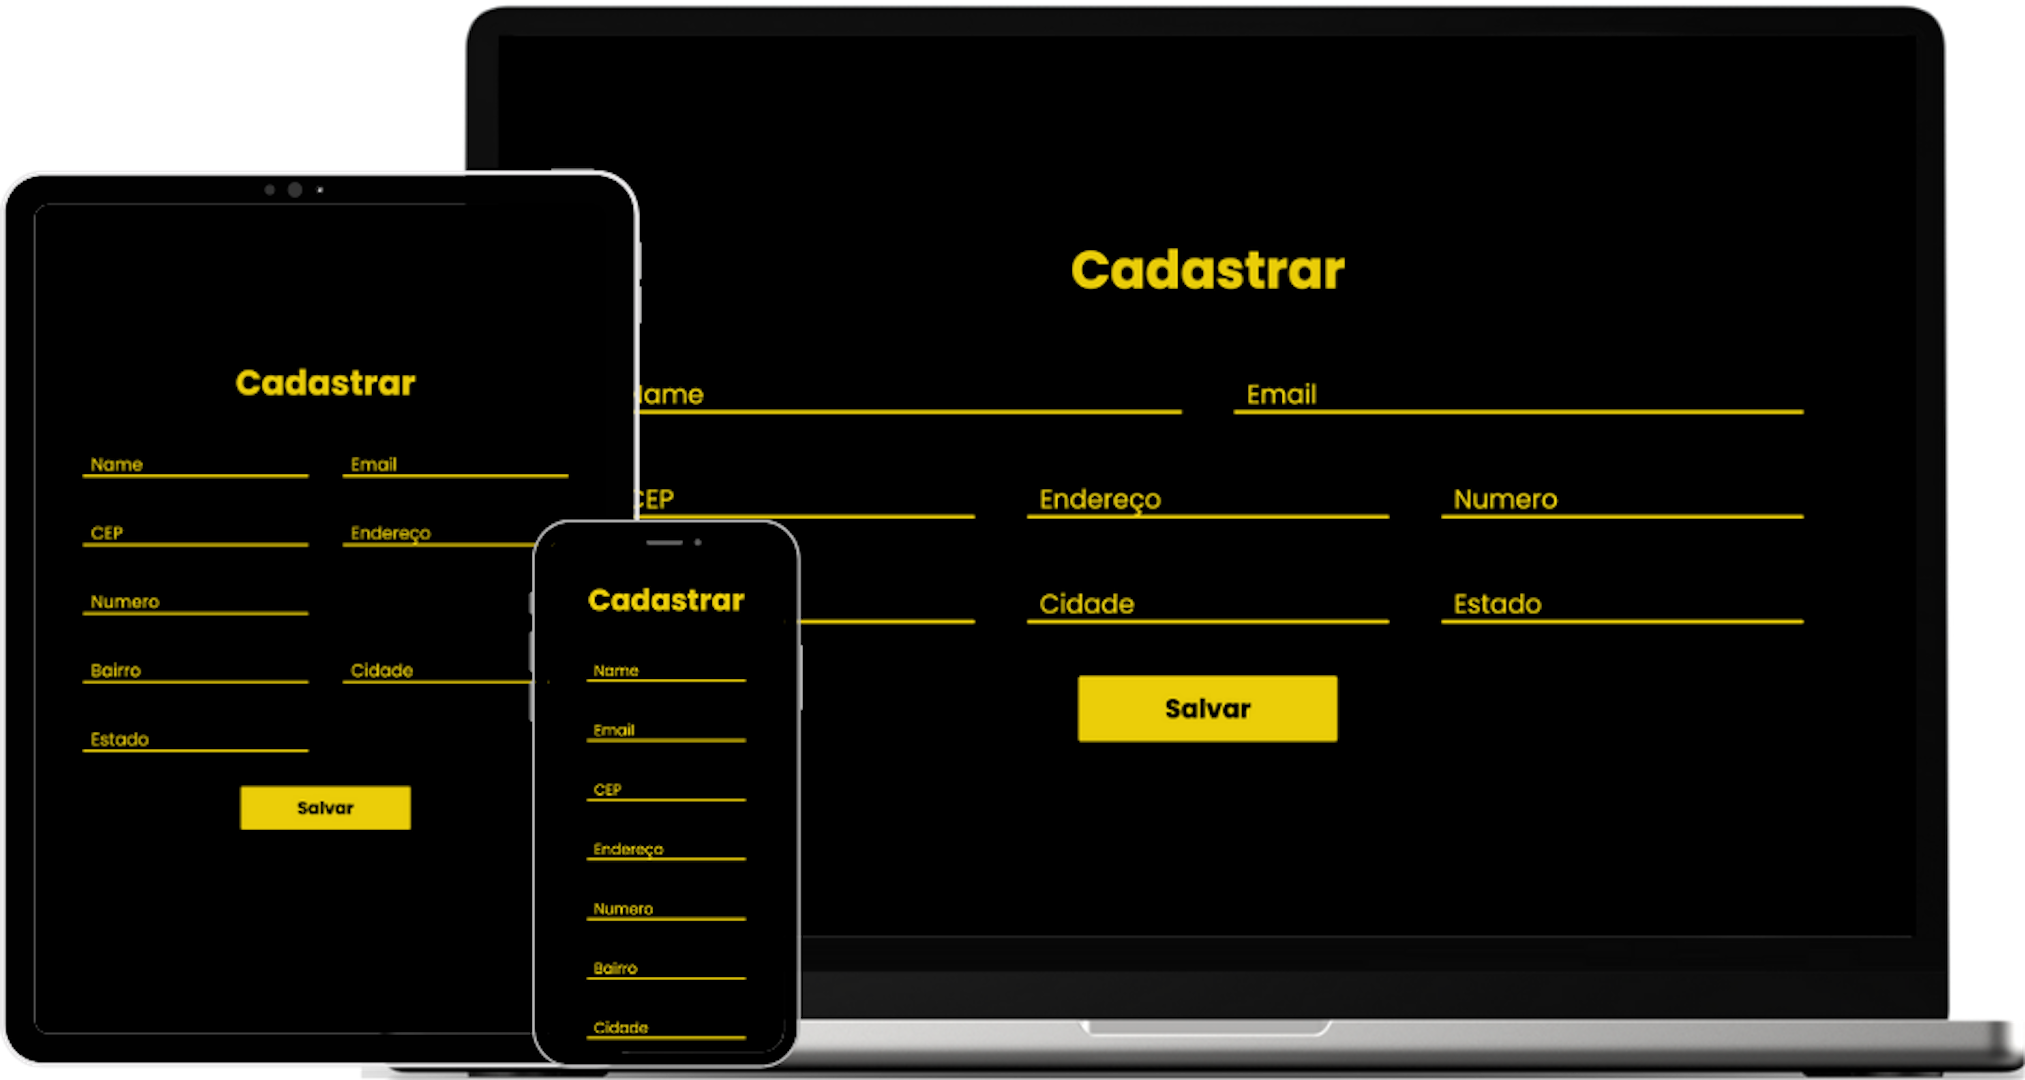 Cadastrar
Name
Email
CEP
Endereço
Numero
Bairro
Cidade
Estado
Salvar
Cadastrar
Name
Email
CEP
Endereço
Numero
Bairro
Cidade
Cadastrar
ame
Email
CEP
Endereço
Numero
Cidade
Estado
Salvar